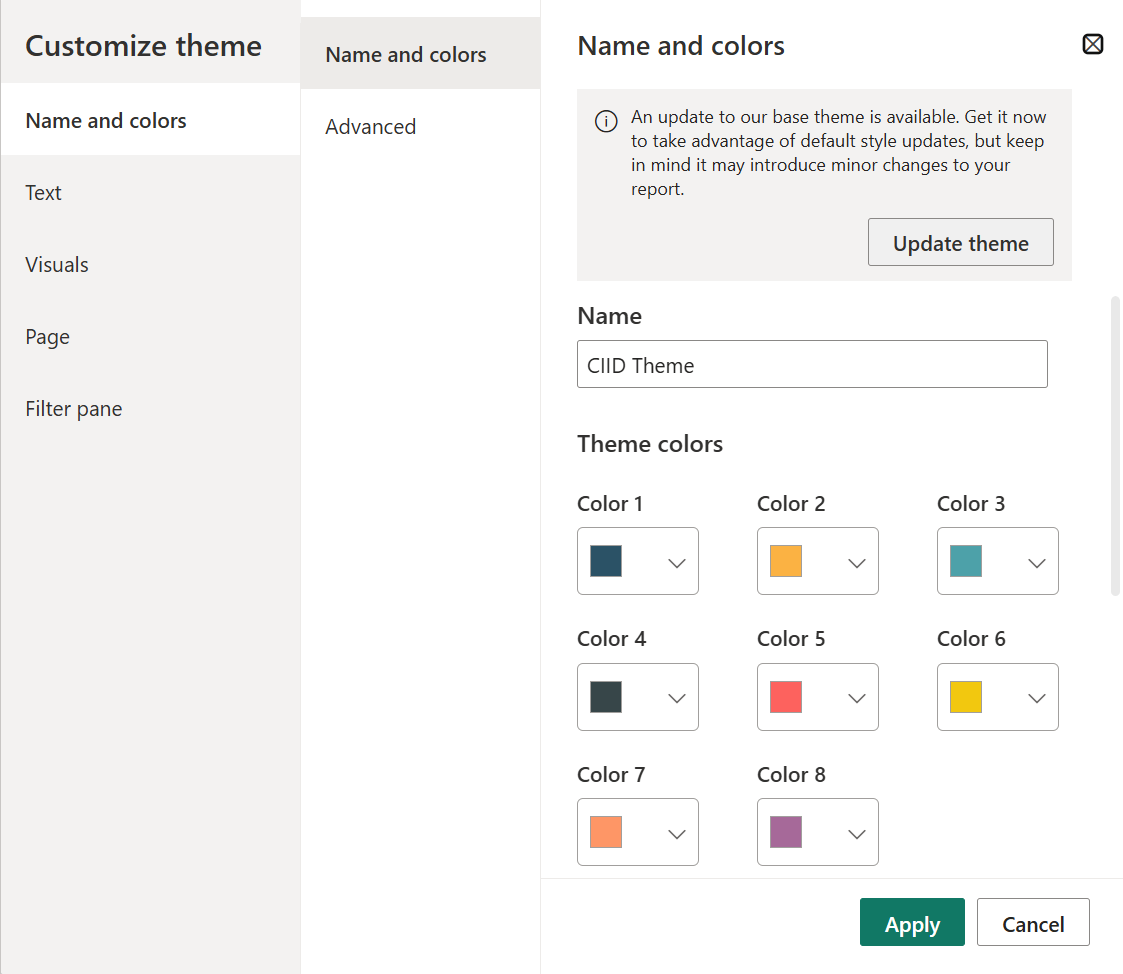 Customize theme
Name and colors
Text
Visuals
Page
Filter pane
Name and colors
Advanced
Name and colors
An update to our base theme is available. Get it now
to take advantage of default style updates, but keep
in mind it may introduce minor changes to your
report.
Update theme
Name
CIID Theme
Theme colors
Color 1
Color 2
Color 3
Color 4
Color 5
Color 6
Color 7
Color 8
Apply
Cancel